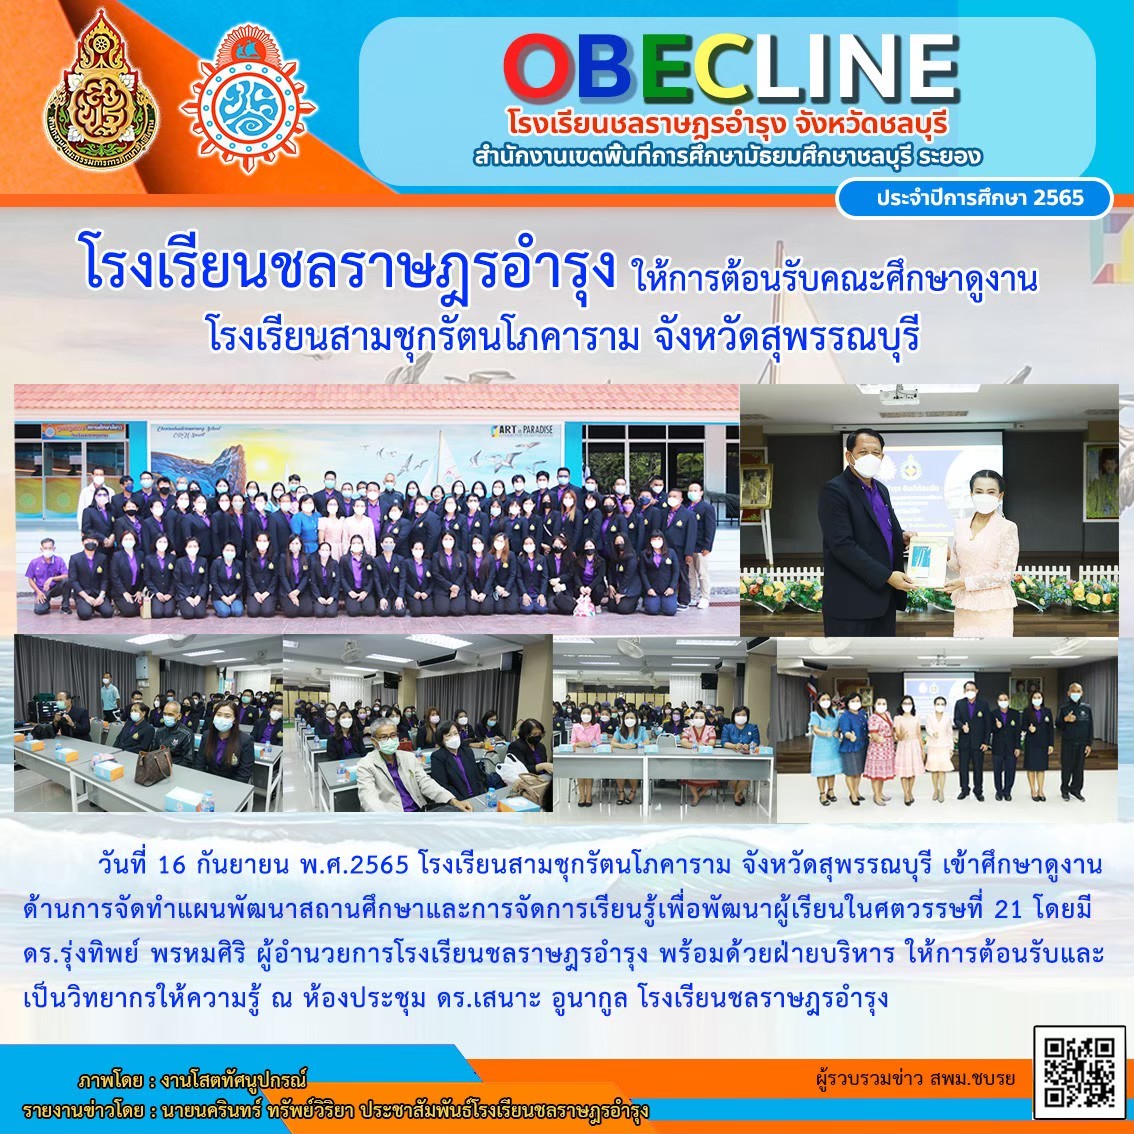 OBECLINE
โรงเรียนชลราษฎรอำรุง จังหวัดชลบุรี
สำนักงานเขตพื้นที่การศึกษามัธยมศึกษาชลบุรี ระยอง
ประจำปีการศึกษา 2565
โรงเรียนชลราษฎรอำรุง ให้การต้อนรับคณะศึกษาดูงาน
โรงเรียนสามชุกรัตนโภคาราม จังหวัดสุพรรณบุรี
ART in PARADISE
วันที่ 16 กันยายน พ.ศ.2565 โรงเรียนสามชุกรัตนโภคาราม จังหวัดสุพรรณบุรี เข้าศึกษาดูงาน
ด้านการจัดทำแผนพัฒนาสถานศึกษาและการจัดการเรียนรู้เพื่อพัฒนาผู้เรียนในศตวรรษที่ 21 โดยมี
ดร.รุ่งทิพย์ พรหมศิริ ผู้อำนวยการโรงเรียนชลราษฎรอำรุง พร้อมด้วยฝ่ายบริหาร ให้การต้อนรับและ
เป็นวิทยากรให้ความรู้ ณ ห้องประชุม ดร.เสนาะ อูนากูล โรงเรียนชลราษฎรอำรุง
ภาพโดย : งานโสตทัศนูปกรณ์
รายงานข่าวโดย : นายนครินทร์ ทรัพย์วิริยา ประชาสัมพันธ์โรงเรียนชลราษฎรอำรุง
ผู้รวบรวมข่าว สพม.ชบรย